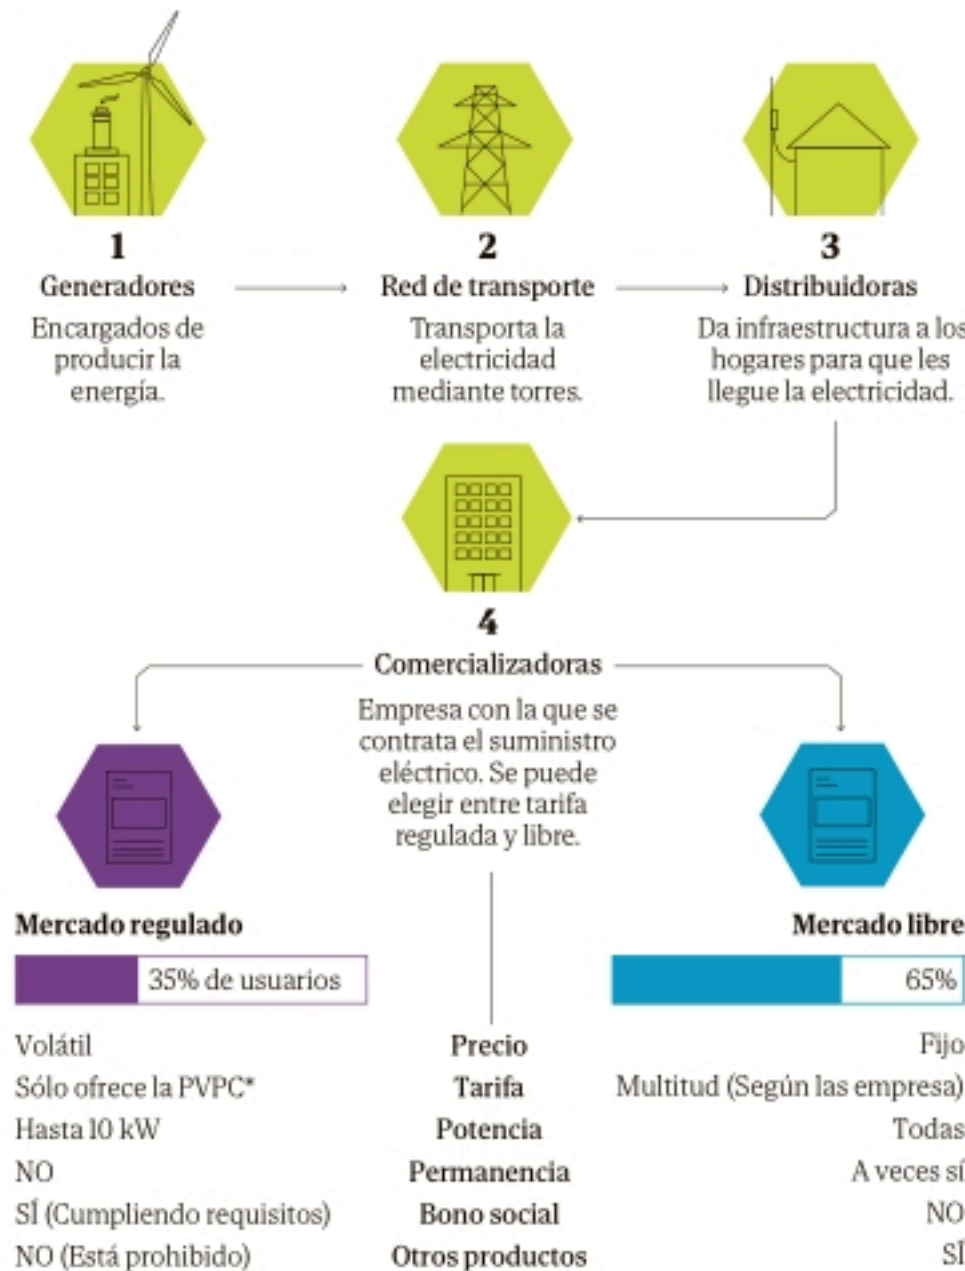 1
Generadores
Encargados de
producir la
energía.
2
Red de transporte
Transporta la
electricidad
mediante torres.
3
Distribuidoras
Da infraestructura a los
hogares para que les
llegue la electricidad.
4
Comercializadoras
Empresa con la que se
contrata el suministro
eléctrico. Se puede
elegir entre tarifa
regulada y libre.
Mercado regulado
Mercado libre
35% de usuarios
65%
Volátil
Precio
Fijo
Sólo ofrece la PVPC*
Tarifa
Multitud (Según las empresa)
Hasta 10 kW
Potencia
Todas
NO
Permanencia
A veces sí
SÍ (Cumpliendo requisitos)
Bono social
NO
NO (Está prohibido)
Otros productos
SÍ